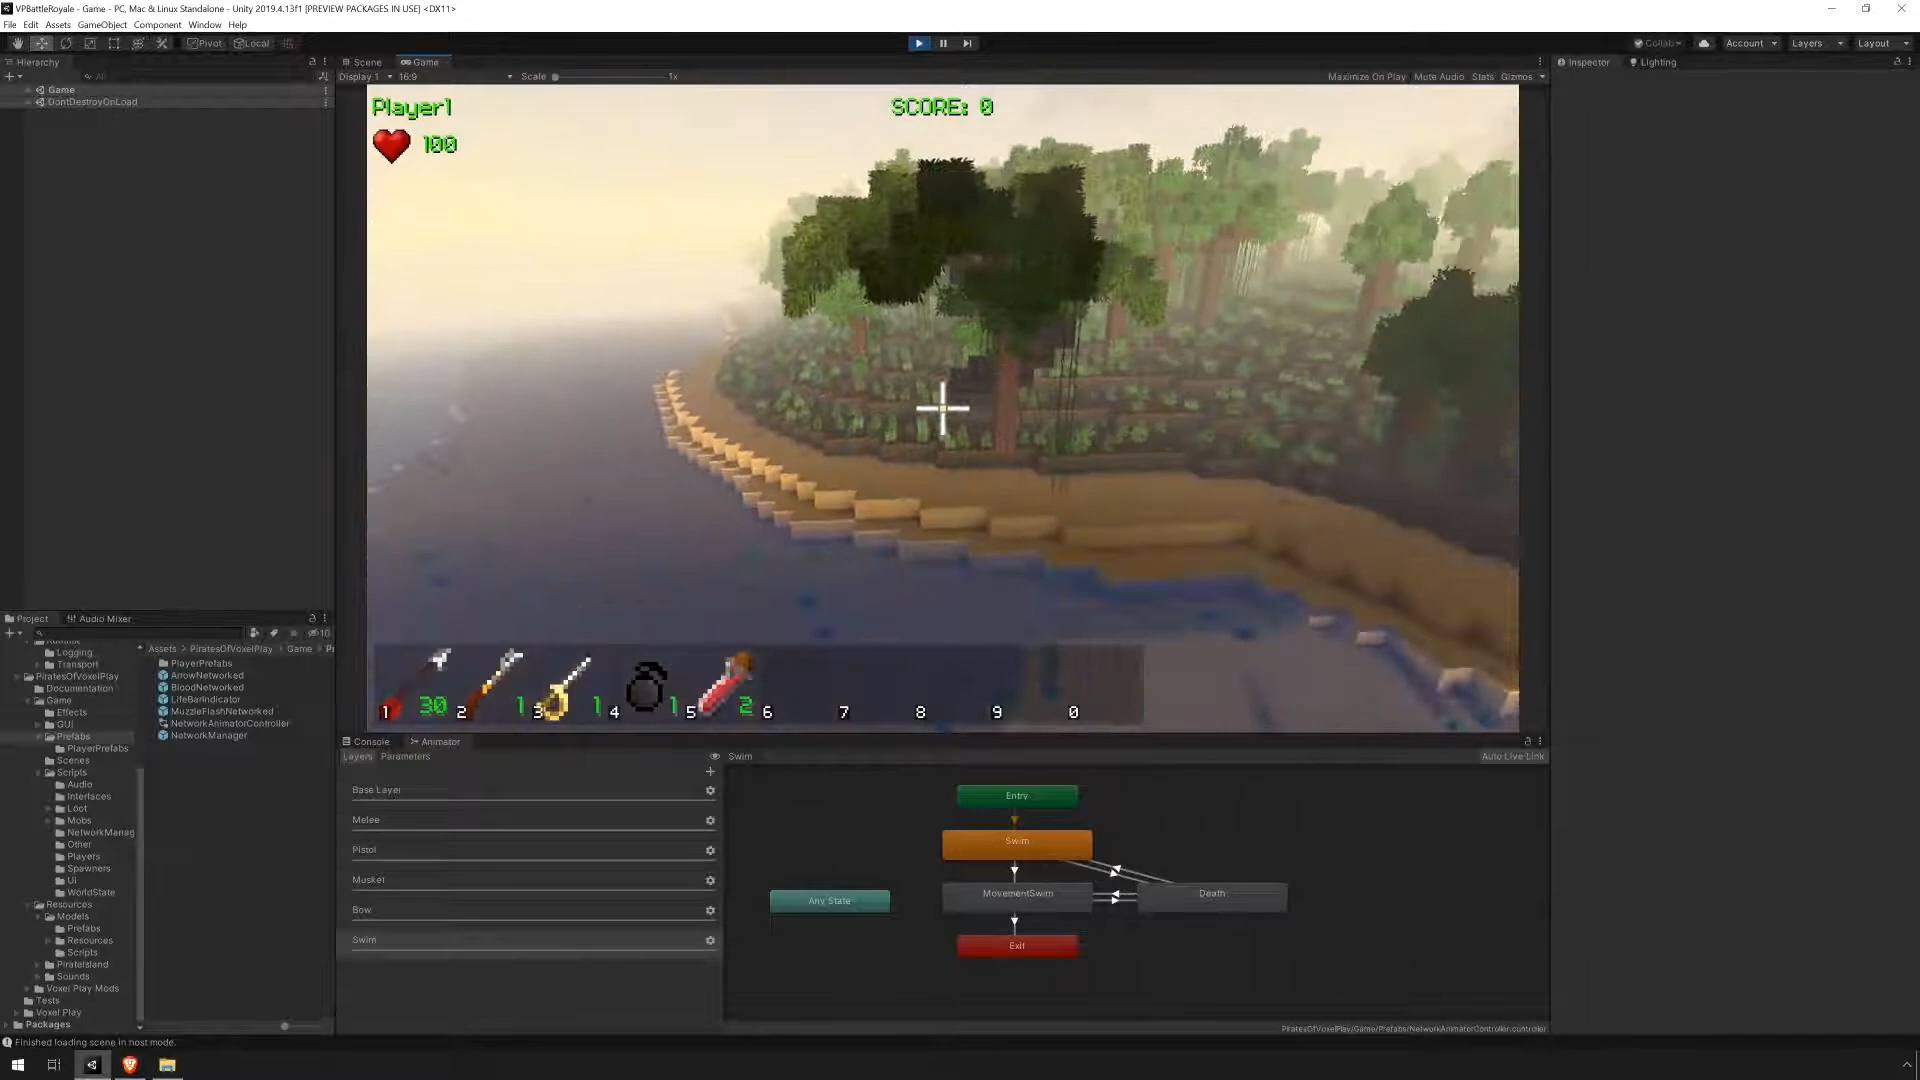 VPBattleRoyale - Game - PC, Mac & Linux Standalone - Unity 2019.4.13f1 [PREVIEW PACKAGES IN USE] <DX11>
File Edit Assets GameObject Component Window Help
Pivot Local
Collab Account Layers Layout
Hierarchy
All
Game
DontDestroyOnLoad
Scene Game
Display 1 16:9 Scale 1x Maximize On Play Mute Audio Stats Gizmos
Inspector Lighting
Player1
SCORE: 0
100
1 30 2 1 3 1 4 1 5 2 6 7 8 9 0
Project Audio Mixer
10
Logging
Transport
PiratesOfVoxelPlay
Documentation
Game
Effects
GUI
Prefabs
PlayerPrefabs
Scenes
Scripts
Audio
Interfaces
Loot
Mobs
NetworkManag
Other
Players
Spawners
UI
WorldState
Resources
Models
Prefabs
Resources
Scripts
PirateIsland
Sounds
Voxel Play Mods
Tests
Voxel Play
Packages
Assets > PiratesOfVoxelPlay > Game > P
PlayerPrefabs
ArrowNetworked
BloodNetworked
LifeBarIndicator
MuzzleFlashNetworked
NetworkAnimatorController
NetworkManager
Console Animator
Layers Parameters
Base Layer
Melee
Pistol
Musket
Bow
Swim
Swim Auto Live Link
Entry
Swim
MovementSwim
Death
Any State
Exit
PiratesOfVoxelPlay/Game/Prefabs/NetworkAnimatorController.controller
Finished loading scene in host mode.